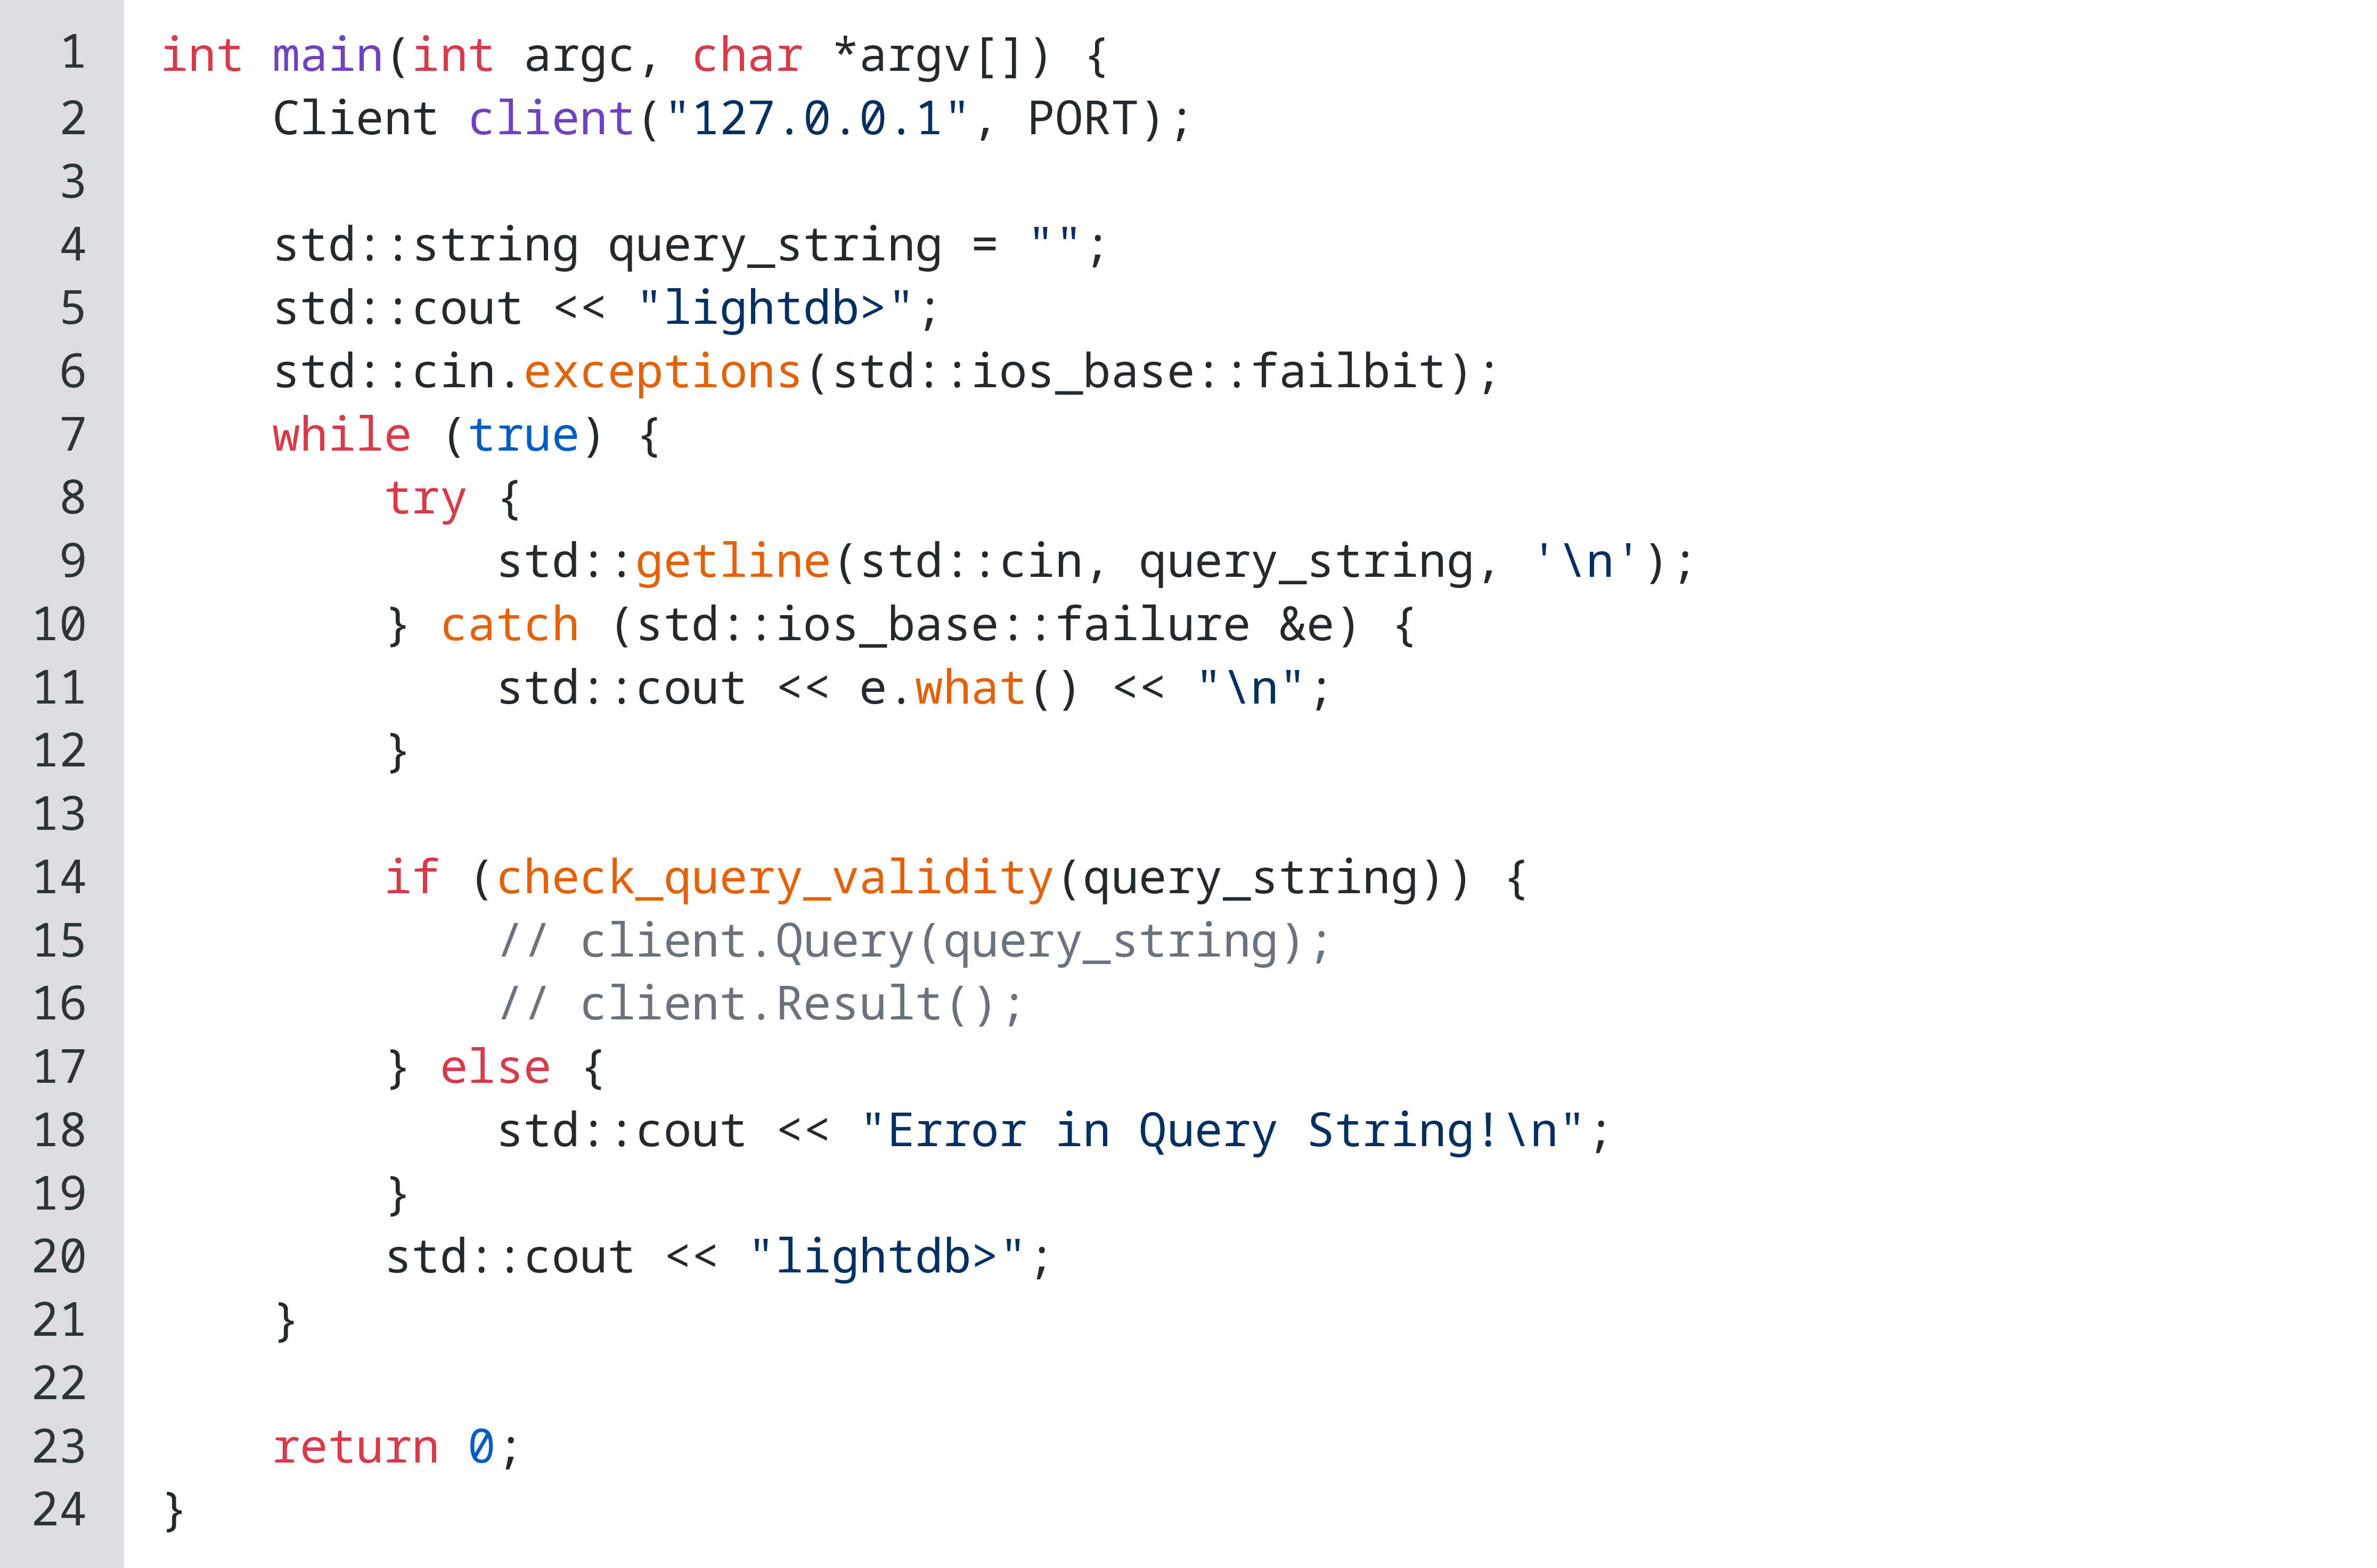 1 int main(int argc, char *argv[]) {
2     Client client("127.0.0.1", PORT);
3
4     std::string query_string = "";
5     std::cout << "lightdb>";
6     std::cin.exceptions(std::ios_base::failbit);
7     while (true) {
8         try {
9             std::getline(std::cin, query_string, '\n');
10         } catch (std::ios_base::failure &e) {
11             std::cout << e.what() << "\n";
12         }
13
14         if (check_query_validity(query_string)) {
15             // client.Query(query_string);
16             // client.Result();
17         } else {
18             std::cout << "Error in Query String!\n";
19         }
20         std::cout << "lightdb>";
21     }
22
23     return 0;
24 }